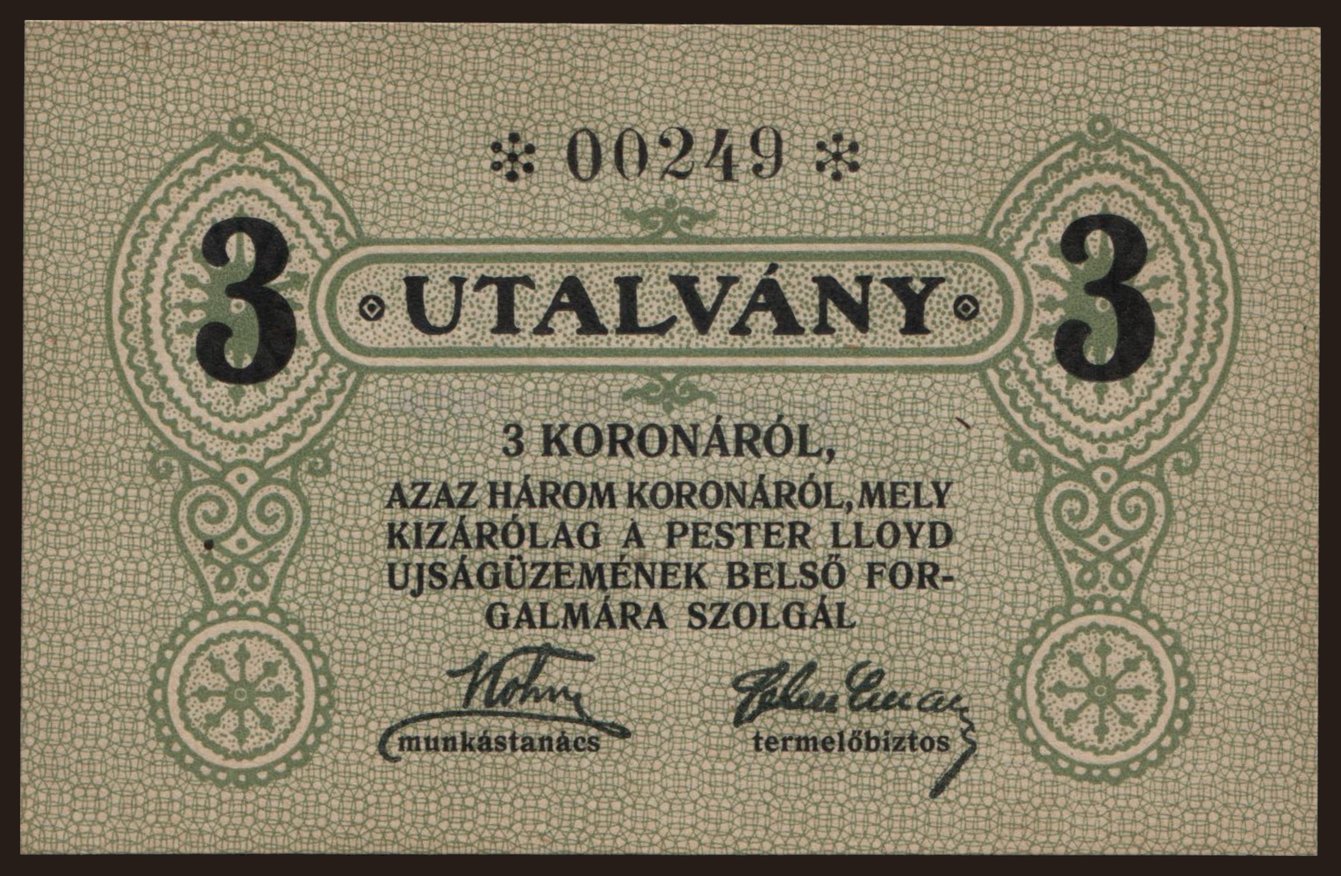 * 00249 *
3 UTALVÁNY 3
3 KORONÁRÓL,
AZAZ HÁROM KORONÁRÓL, MELY
KIZÁRÓLAG A PESTER LLOYD
UJSÁGÜZEMÉNEK BELSŐ FOR-
GALMÁRA SZOLGÁL
munkástanács termelőbiztos